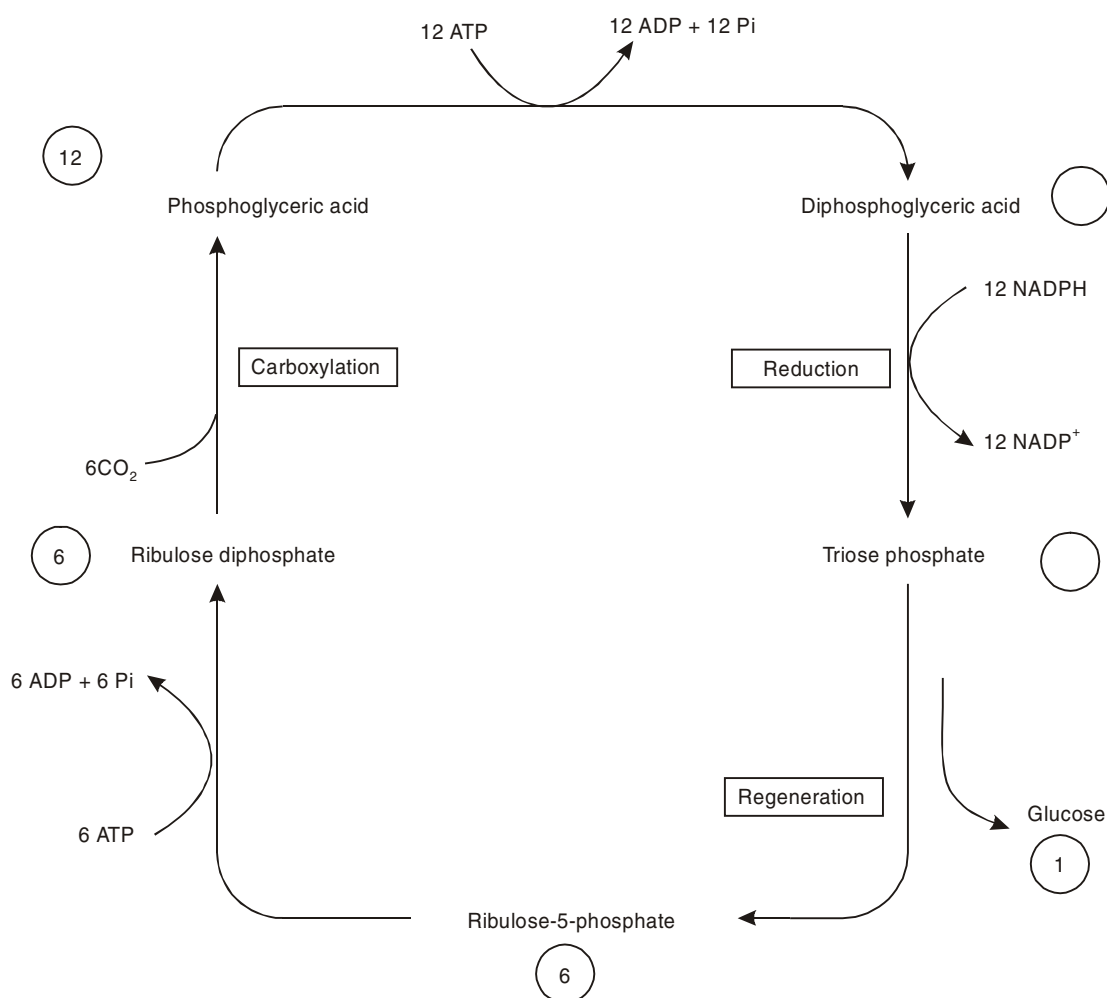 12 ATP
12 ADP + 12 Pi
12
Phosphoglyceric acid
Diphosphoglyceric acid
12 NADPH
Carboxylation
Reduction
12 NADP⁺
6CO₂
6
Ribulose diphosphate
Triose phosphate
6 ADP + 6 Pi
Regeneration
Glucose
6 ATP
1
Ribulose-5-phosphate
6